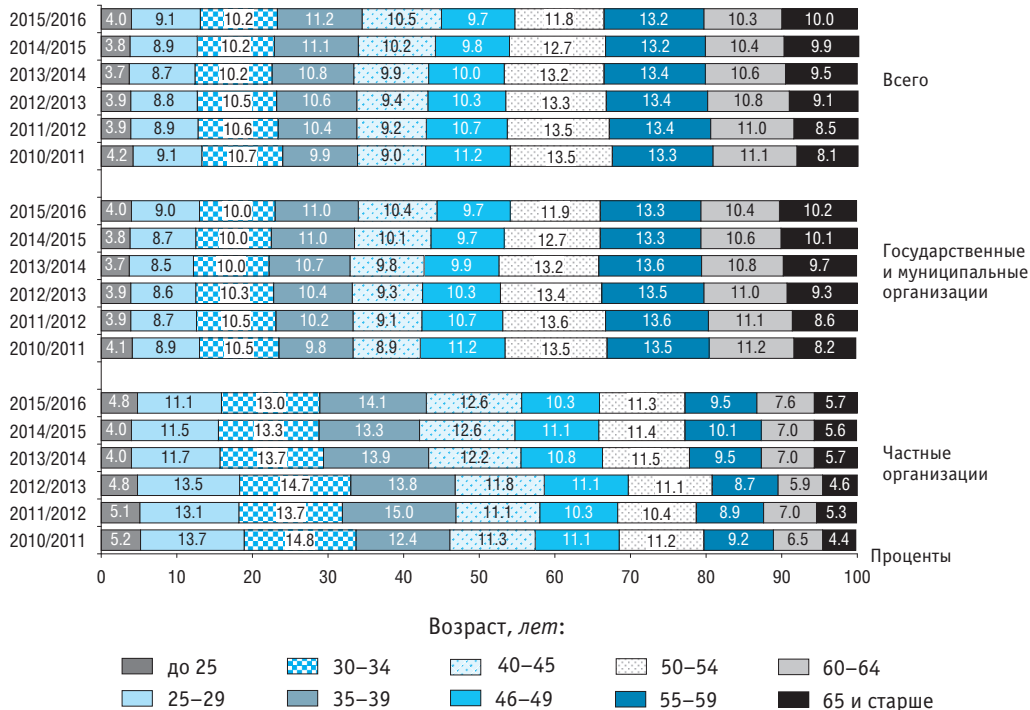 2015/2016 4.0 9.1 10.2 11.2 10.5 9.7 11.8 13.2 10.3 10.0
2014/2015 3.8 8.9 10.2 11.1 10.2 9.8 12.7 13.2 10.4 9.9
2013/2014 3.7 8.7 10.2 10.8 9.9 10.0 13.2 13.4 10.6 9.5
Всего
2012/2013 3.9 8.8 10.5 10.6 9.4 10.3 13.3 13.4 10.8 9.1
2011/2012 3.9 8.9 10.6 10.4 9.2 10.7 13.5 13.4 11.0 8.5
2010/2011 4.2 9.1 10.7 9.9 9.0 11.2 13.5 13.3 11.1 8.1
2015/2016 4.0 9.0 10.0 11.0 10.4 9.7 11.9 13.3 10.4 10.2
2014/2015 3.8 8.7 10.0 11.0 10.1 9.7 12.7 13.3 10.6 10.1
2013/2014 3.7 8.5 10.0 10.7 9.8 9.9 13.2 13.6 10.8 9.7
Государственные
и муниципальные
организации
2012/2013 3.9 8.6 10.3 10.4 9.3 10.3 13.4 13.5 11.0 9.3
2011/2012 3.9 8.7 10.5 10.2 9.1 10.7 13.6 13.6 11.1 8.6
2010/2011 4.1 8.9 10.5 9.8 8.9 11.2 13.5 13.5 11.2 8.2
2015/2016 4.8 11.1 13.0 14.1 12.6 10.3 11.3 9.5 7.6 5.7
2014/2015 4.0 11.5 13.3 13.3 12.6 11.1 11.4 10.1 7.0 5.6
2013/2014 4.0 11.7 13.7 13.9 12.2 10.8 11.5 9.5 7.0 5.7
Частные
организации
2012/2013 4.8 13.5 14.7 13.8 11.8 11.1 11.1 8.7 5.9 4.6
2011/2012 5.1 13.1 13.7 15.0 11.1 10.3 10.4 8.9 7.0 5.3
2010/2011 5.2 13.7 14.8 12.4 11.3 11.1 11.2 9.2 6.5 4.4
Проценты
0 10 20 30 40 50 60 70 80 90 100
Возраст, лет:
до 25 30–34 40–45 50–54 60–64
25–29 35–39 46–49 55–59 65 и старше